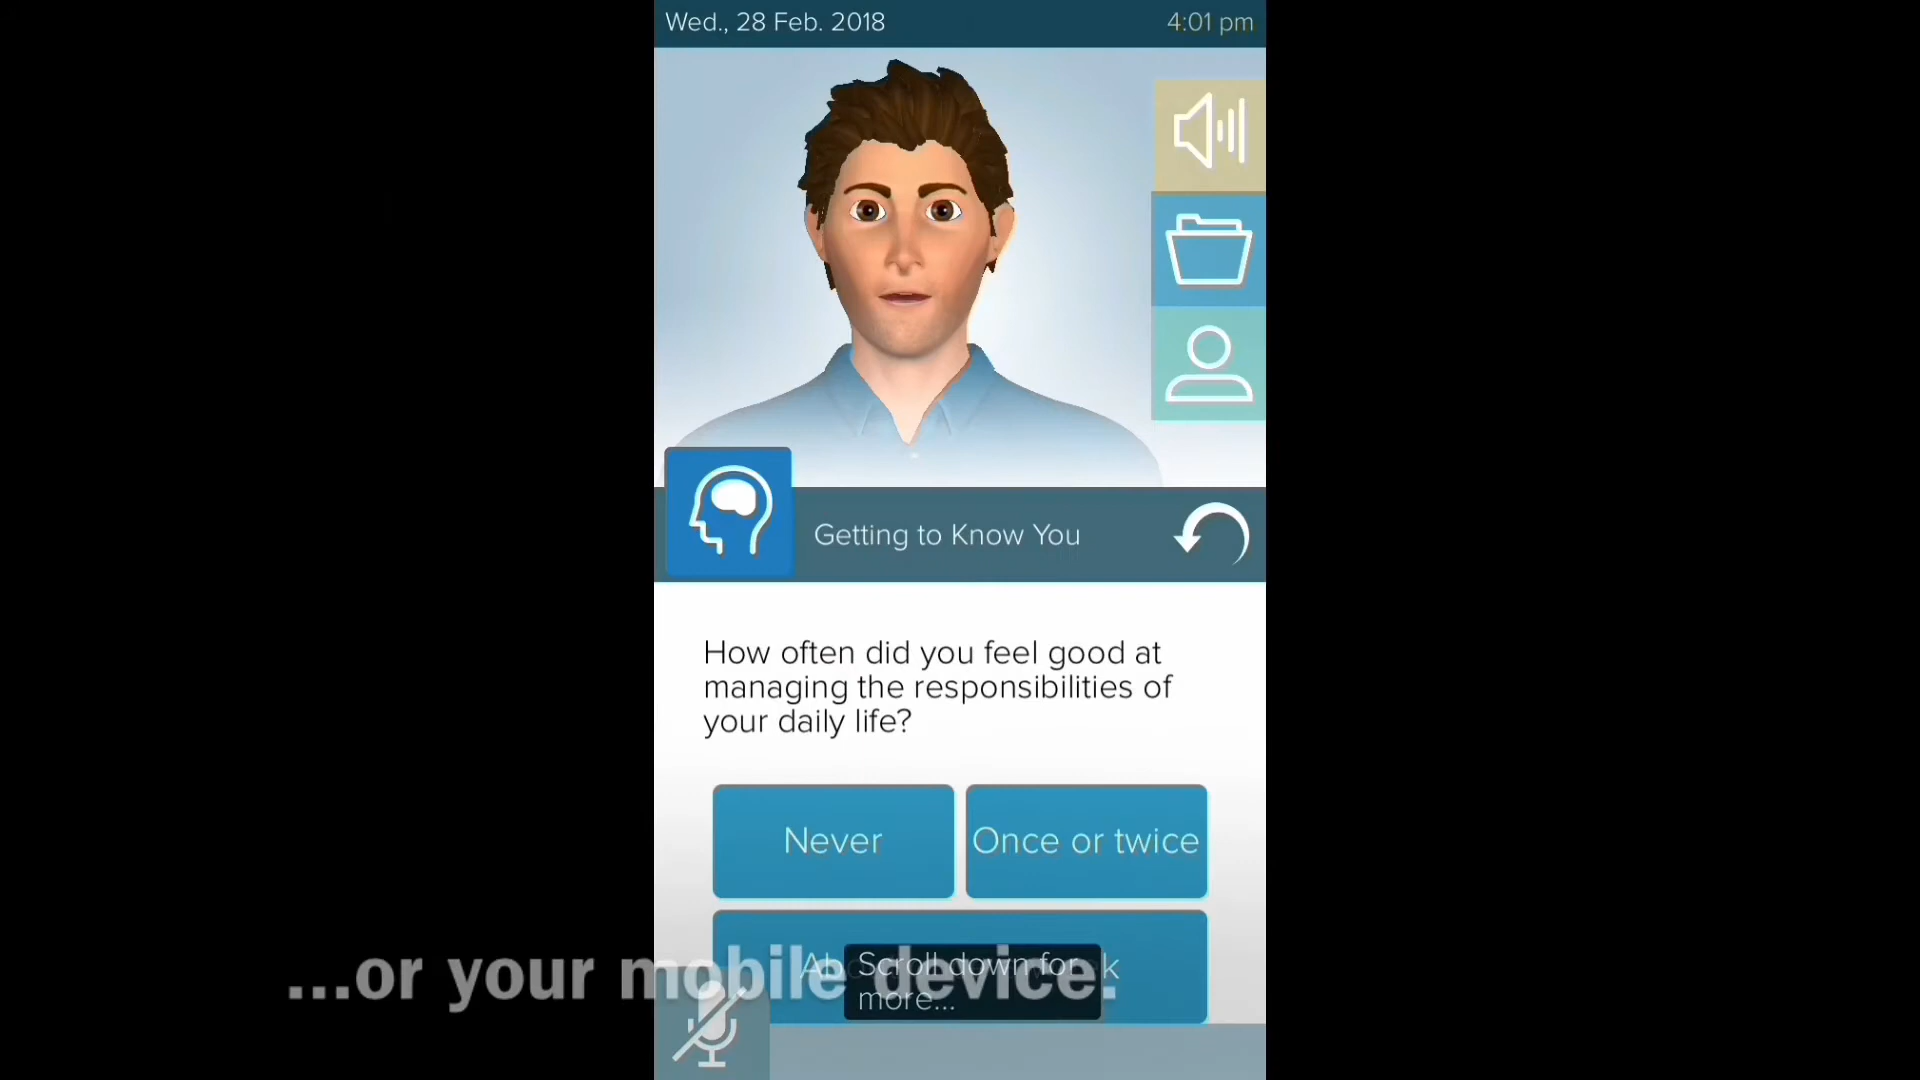 Wed., 28 Feb. 2018
4:01 pm
Getting to Know You
How often did you feel good at
managing the responsibilities of
your daily life?
Never
Once or twice
Scroll down for
more...
...or your mobile device.